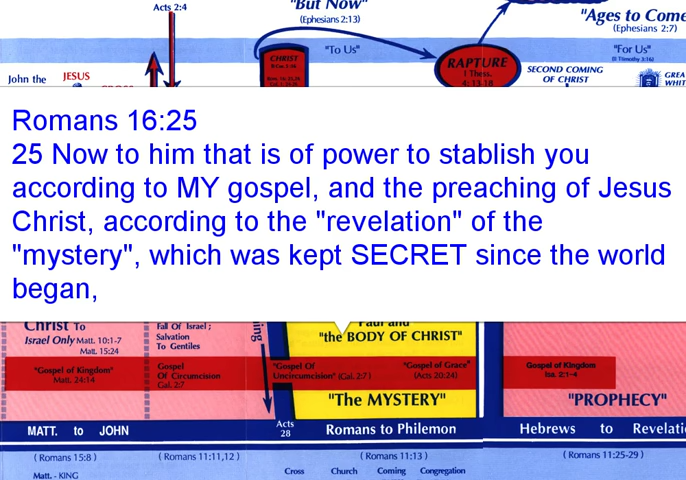 "But Now"
(Ephesians 2:13)
Acts 2:4
"Ages to Come
(Ephesians 2:7)
"To Us"
"For Us"
John the
JESUS
CHRIST
RAPTURE
1 Thess.
4: 13-18
SECOND COMING
OF CHRIST
GREA
WHIT
Romans 16:25
25 Now to him that is of power to stablish you
according to MY gospel, and the preaching of Jesus
Christ, according to the "revelation" of the
"mystery", which was kept SECRET since the world
began,
Christ To
Israel Only Matt. 10:1-7
Matt. 15:24
Fall Of Israel;
Salvation
To Gentiles
ling
Paul and
"the BODY OF CHRIST"
"Gospel of Kingdom"
Matt. 24:14
Gospel
Of Circumcision
Gal. 2:7
"Gospel Of
Uncircumcision" (Gal. 2:7)
"Gospel of Grace"
(Acts 20:24)
Gospel of Kingdom
Isa. 2:1-4
"The MYSTERY"
"PROPHECY"
MATT. to JOHN
Acts
28
Romans to Philemon
Hebrews to Revelati
( Romans 15:8 )
( Romans 11:11,12 )
( Romans 11:13 )
( Romans 11:25-29 )
Matt. - KING
Cross Church Coming Congregation